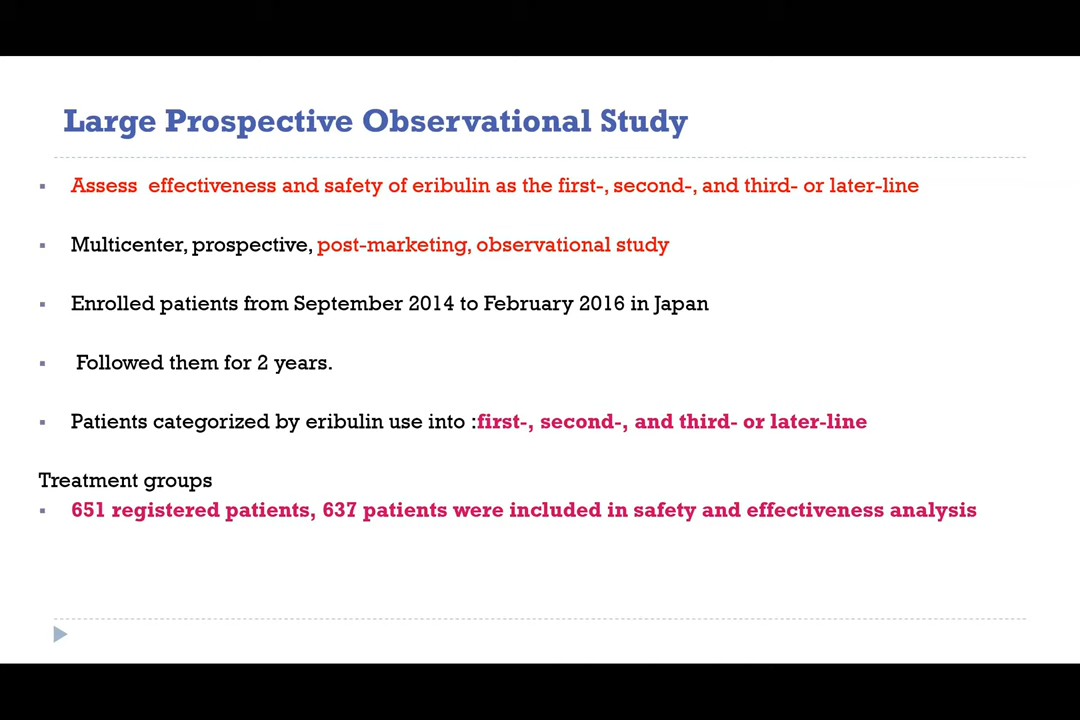 Large Prospective Observational Study
Assess effectiveness and safety of eribulin as the first-, second-, and third- or later-line
Multicenter, prospective, post-marketing, observational study
Enrolled patients from September 2014 to February 2016 in Japan
Followed them for 2 years.
Patients categorized by eribulin use into :first-, second-, and third- or later-line
Treatment groups
651 registered patients, 637 patients were included in safety and effectiveness analysis